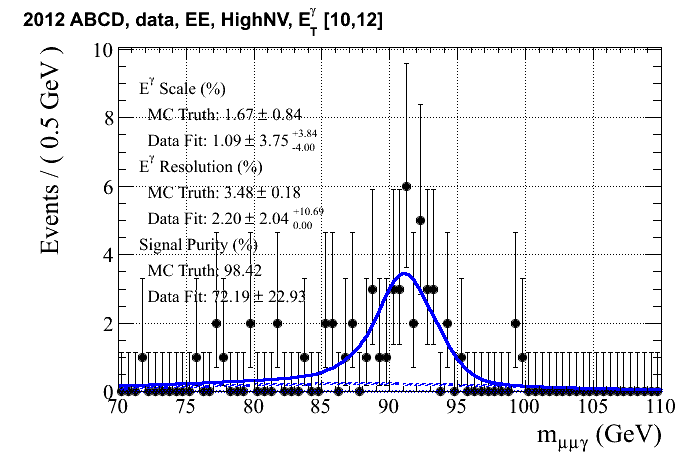 2012 ABCD, data, EE, HighNV, E_T^γ [10,12]
10
8
6
4
2
0
Events / ( 0.5 GeV )
E^γ Scale (%)
MC Truth: 1.67 ± 0.84
Data Fit: 1.09 ± 3.75 +3.84 -4.00
E^γ Resolution (%)
MC Truth: 3.48 ± 0.18
Data Fit: 2.20 ± 2.04 +10.69 0.00
Signal Purity (%)
MC Truth: 98.42
Data Fit: 72.19 ± 22.93
70 75 80 85 90 95 100 105 110
m_μμγ (GeV)